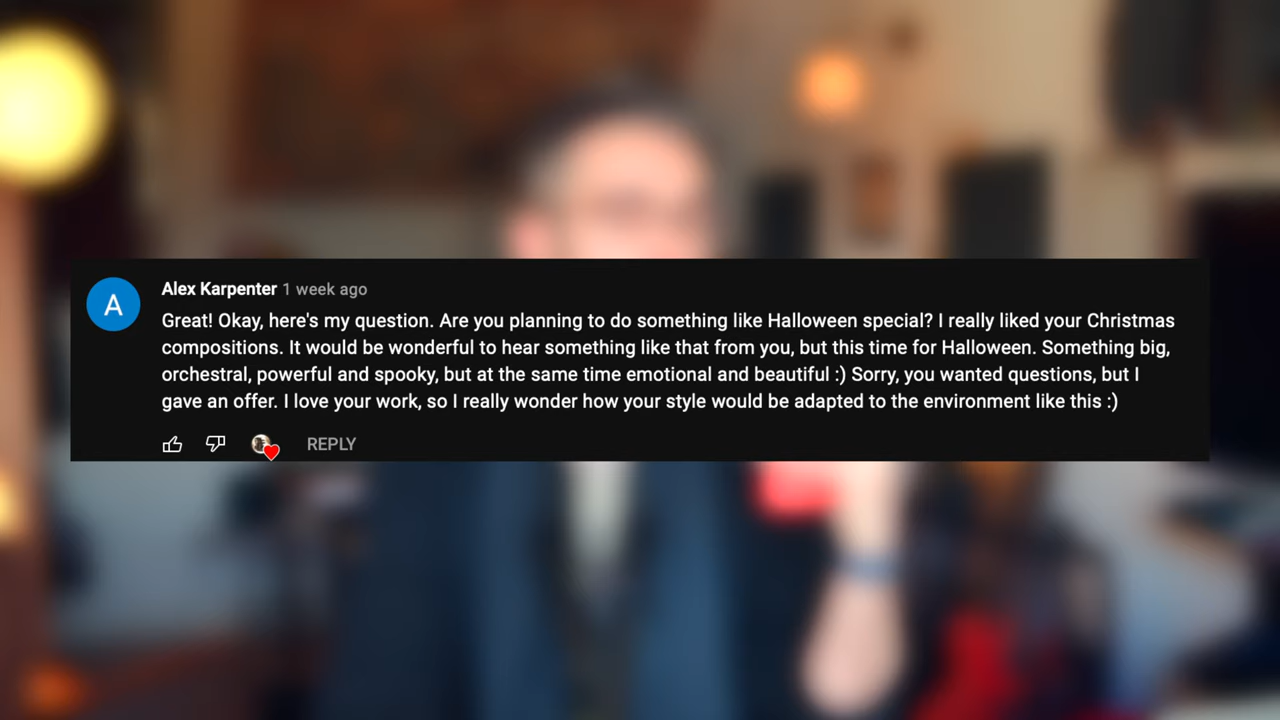 A
Alex Karpenter 1 week ago
Great! Okay, here's my question. Are you planning to do something like Halloween special? I really liked your Christmas
compositions. It would be wonderful to hear something like that from you, but this time for Halloween. Something big,
orchestral, powerful and spooky, but at the same time emotional and beautiful :) Sorry, you wanted questions, but I
gave an offer. I love your work, so I really wonder how your style would be adapted to the environment like this :)
REPLY